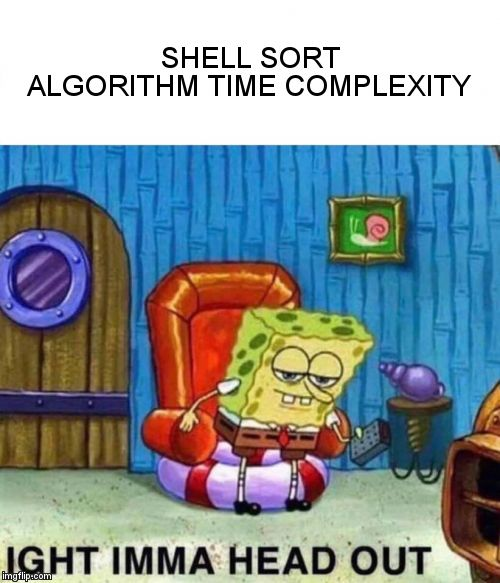 SHELL SORT
ALGORITHM TIME COMPLEXITY
IGHT IMMA HEAD OUT
imgflip.com